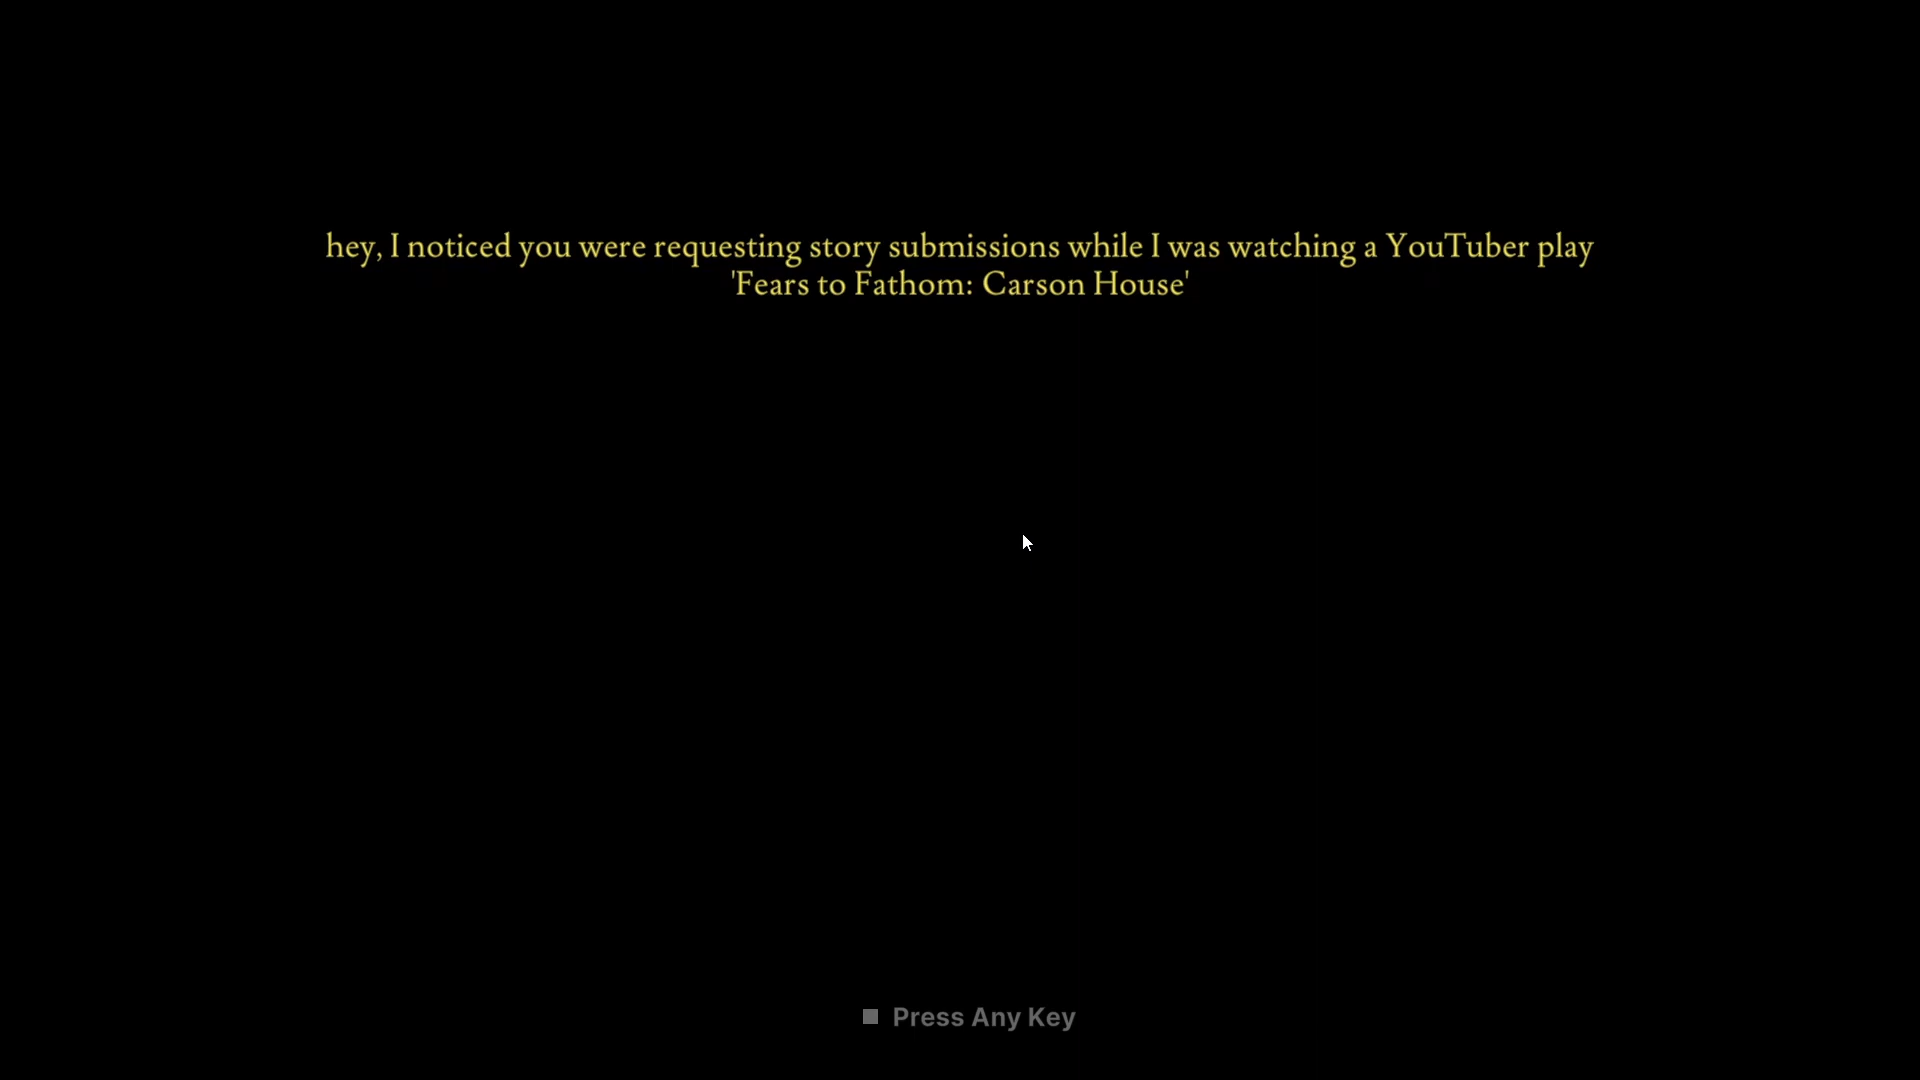 hey, I noticed you were requesting story submissions while I was watching a YouTuber play
'Fears to Fathom: Carson House'
Press Any Key